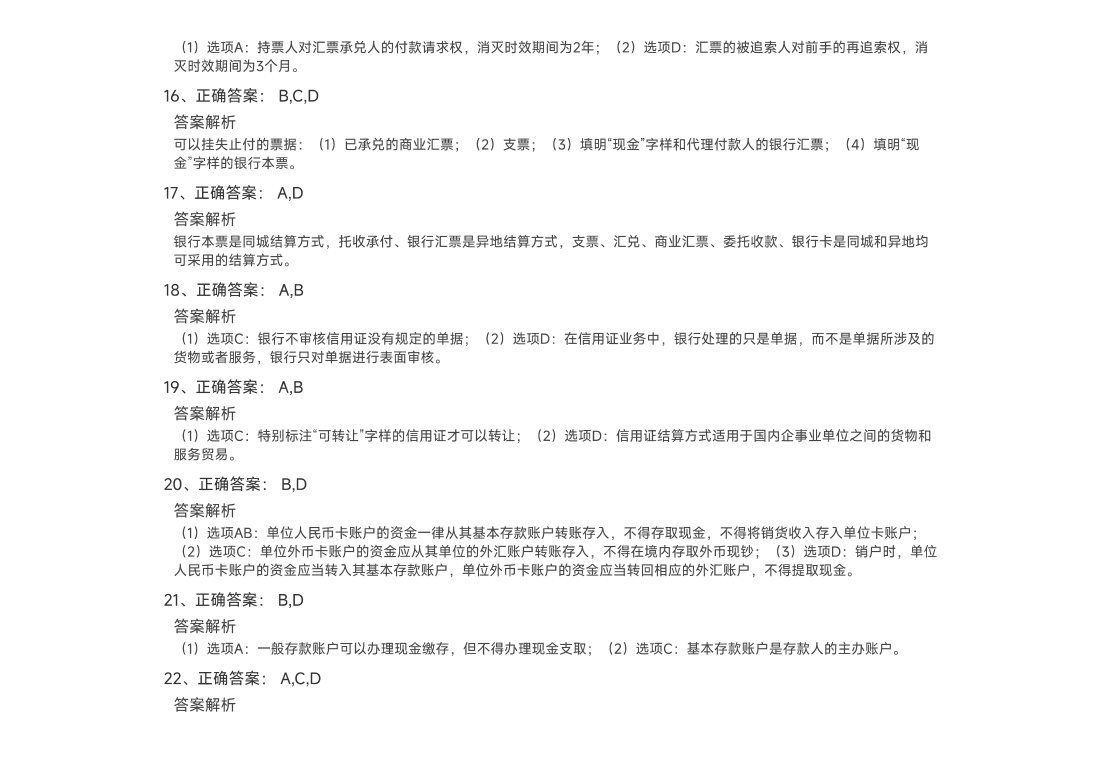 （1）选项A：持票人对汇票承兑人的付款请求权，消灭时效期间为2年；（2）选项D：汇票的被追索人对前手的再追索权，消
灭时效期间为3个月。
16、正确答案： B,C,D
答案解析
可以挂失止付的票据：（1）已承兑的商业汇票；（2）支票；（3）填明“现金”字样和代理付款人的银行汇票；（4）填明“现
金”字样的银行本票。
17、正确答案： A,D
答案解析
银行本票是同城结算方式，托收承付、银行汇票是异地结算方式，支票、汇兑、商业汇票、委托收款、银行卡是同城和异地均
可采用的结算方式。
18、正确答案： A,B
答案解析
（1）选项C：银行不审核信用证没有规定的单据；（2）选项D：在信用证业务中，银行处理的只是单据，而不是单据所涉及的
货物或者服务，银行只对单据进行表面审核。
19、正确答案： A,B
答案解析
（1）选项C：特别标注“可转让”字样的信用证才可以转让；（2）选项D：信用证结算方式适用于国内企事业单位之间的货物和
服务贸易。
20、正确答案： B,D
答案解析
（1）选项AB：单位人民币卡账户的资金一律从其基本存款账户转账存入，不得存取现金，不得将销货收入存入单位卡账户；
（2）选项C：单位外币卡账户的资金应从其单位的外汇账户转账存入，不得在境内存取外币现钞；（3）选项D：销户时，单位
人民币卡账户的资金应当转入其基本存款账户，单位外币卡账户的资金应当转回相应的外汇账户，不得提取现金。
21、正确答案： B,D
答案解析
（1）选项A：一般存款账户可以办理现金缴存，但不得办理现金支取；（2）选项C：基本存款账户是存款人的主办账户。
22、正确答案： A,C,D
答案解析